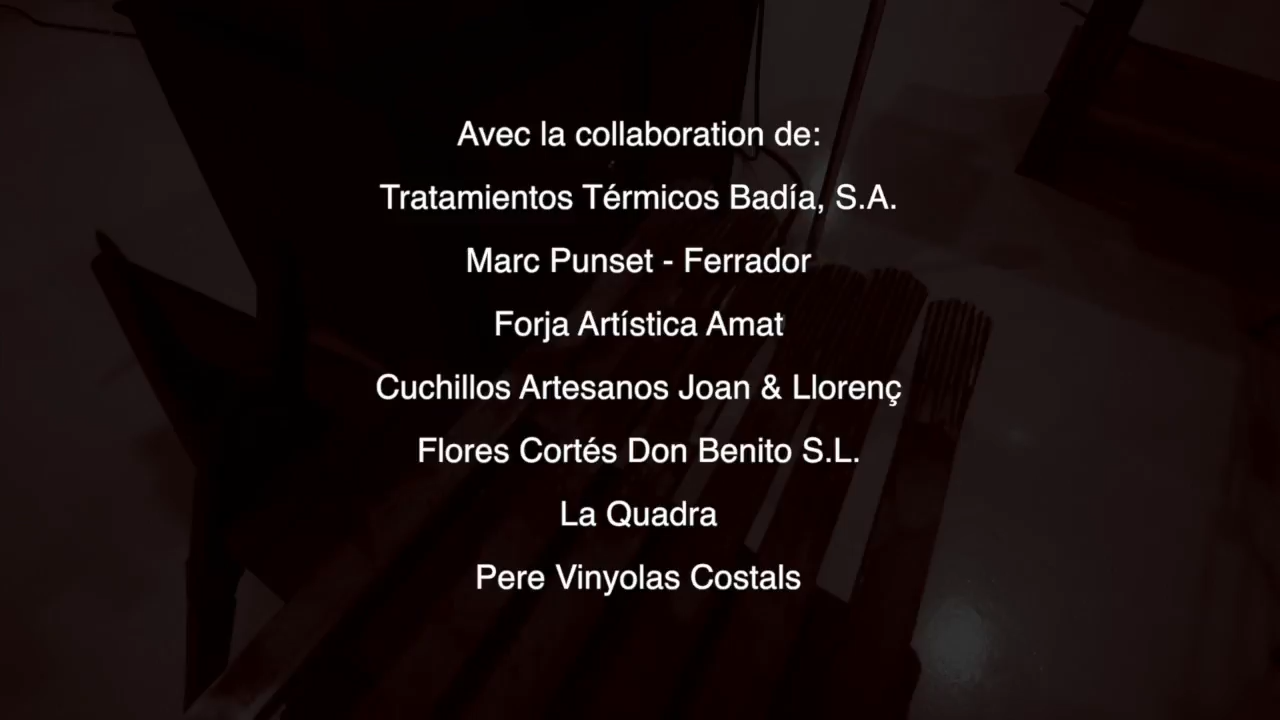 Avec la collaboration de:
Tratamientos Térmicos Badía, S.A.
Marc Punset - Ferrador
Forja Artística Amat
Cuchillos Artesanos Joan & Llorenç
Flores Cortés Don Benito S.L.
La Quadra
Pere Vinyolas Costals